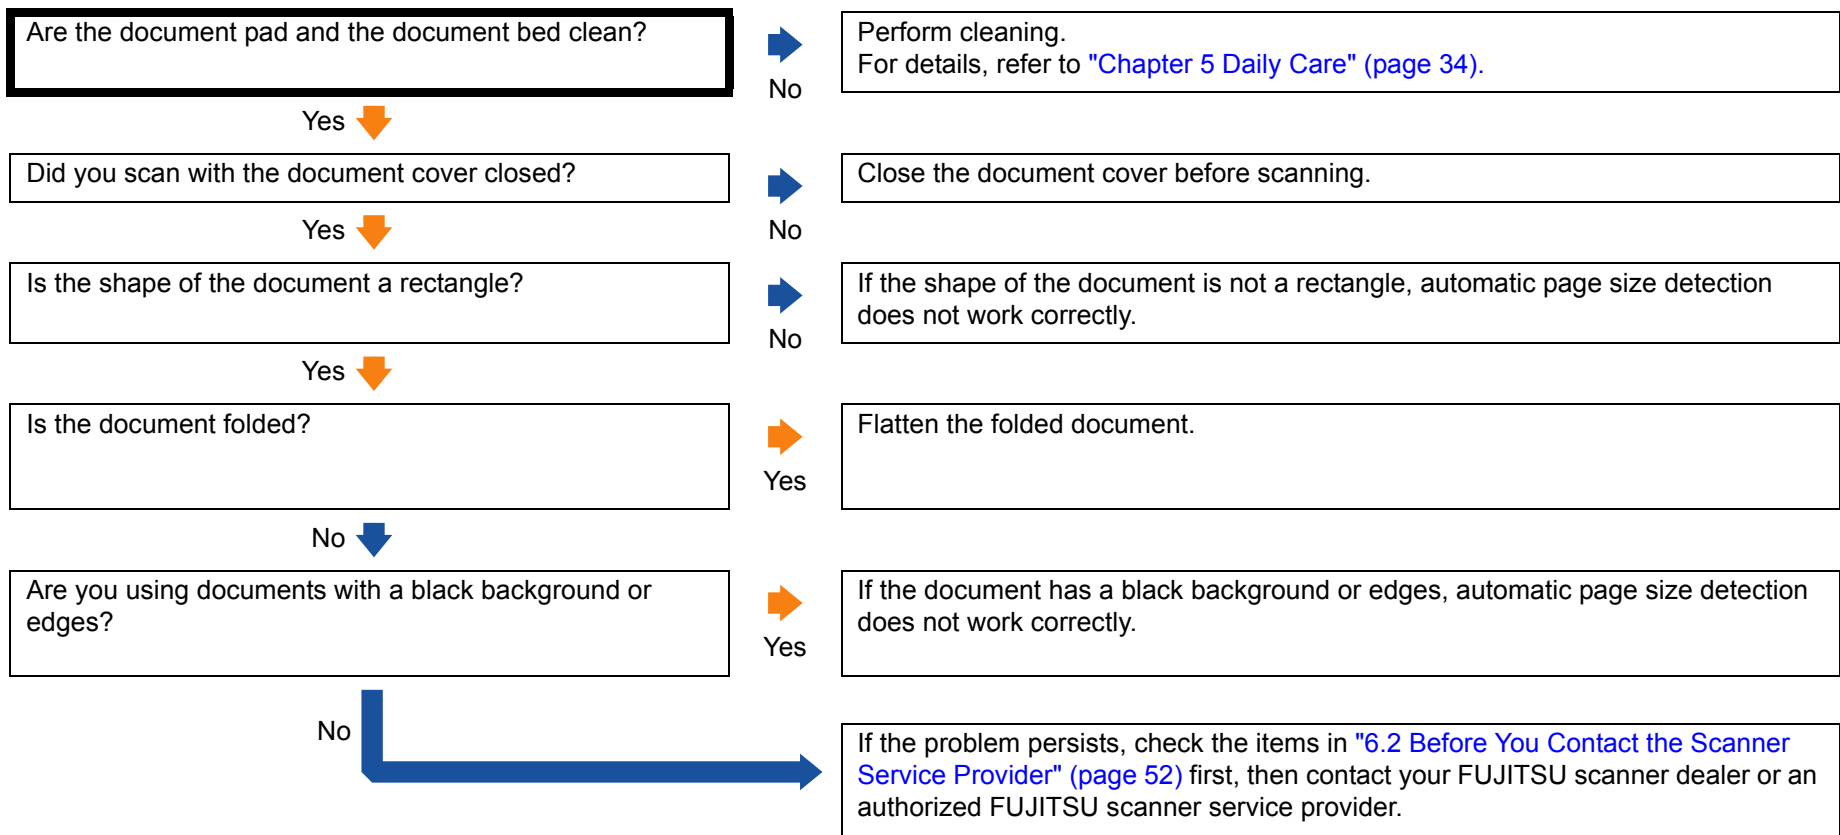 Are the document pad and the document bed clean?
No
Perform cleaning.
For details, refer to "Chapter 5 Daily Care" (page 34).
Yes
Did you scan with the document cover closed?
No
Close the document cover before scanning.
Yes
Is the shape of the document a rectangle?
No
If the shape of the document is not a rectangle, automatic page size detection
does not work correctly.
Yes
Is the document folded?
Yes
Flatten the folded document.
No
Are you using documents with a black background or
edges?
Yes
If the document has a black background or edges, automatic page size detection
does not work correctly.
No
If the problem persists, check the items in "6.2 Before You Contact the Scanner
Service Provider" (page 52) first, then contact your FUJITSU scanner dealer or an
authorized FUJITSU scanner service provider.